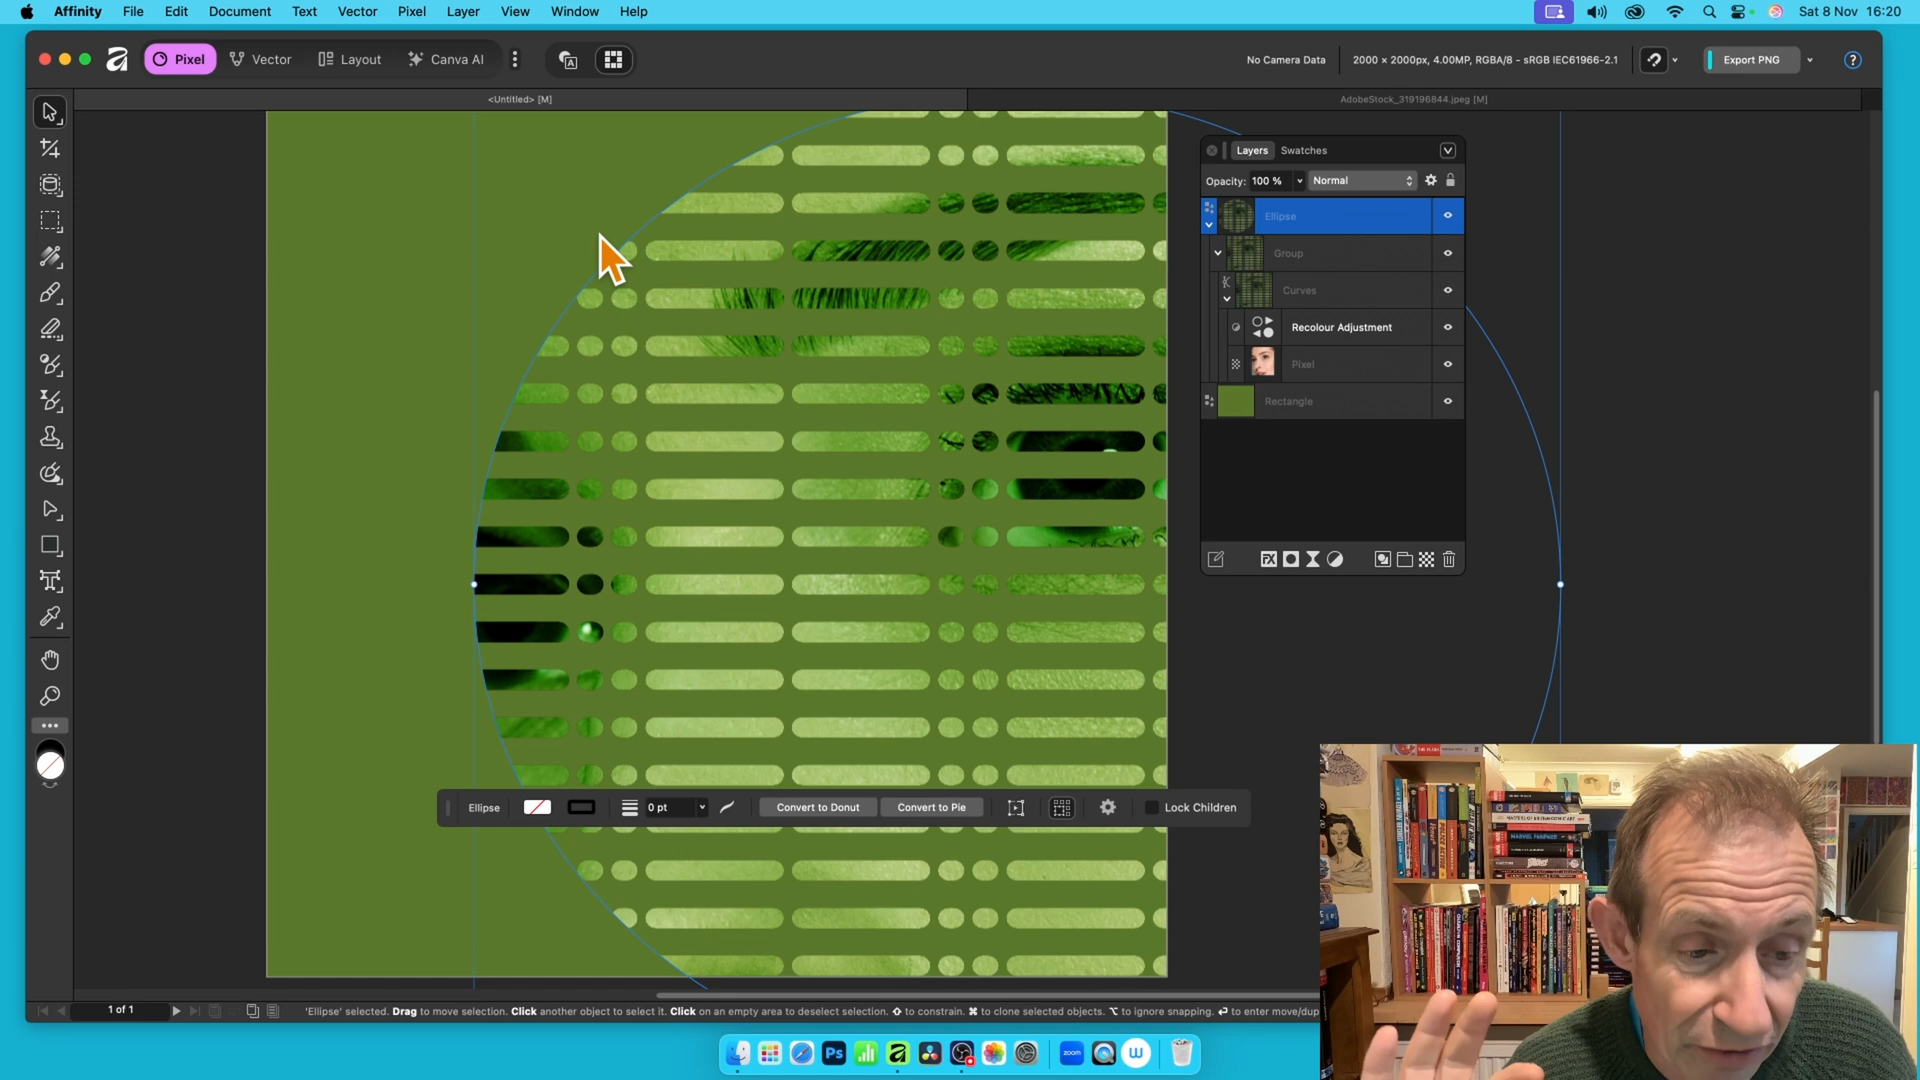 Affinity File Edit Document Text Vector Pixel Layer View Window Help Sat 8 Nov 16:20
Pixel Vector Layout Canva AI No Camera Data 2000 × 2000px, 4.00MP, RGBA/8 - sRGB IEC61966-2.1 Export PNG ?
<Untitled> [M] AdobeStock_319196844.jpeg [M]
Layers Swatches
Opacity: 100 % Normal
Ellipse
Group
Curves
Recolour Adjustment
Pixel
Rectangle
FX
Ellipse 0 pt Convert to Donut Convert to Pie Lock Children
1 of 1 'Ellipse' selected. Drag to move selection. Click another object to select it. Click on an empty area to deselect selection. ⇧ to constrain. ⌘ to clone selected objects. ⌥ to ignore snapping. ⏎ to enter move/dup
Ps zoom W